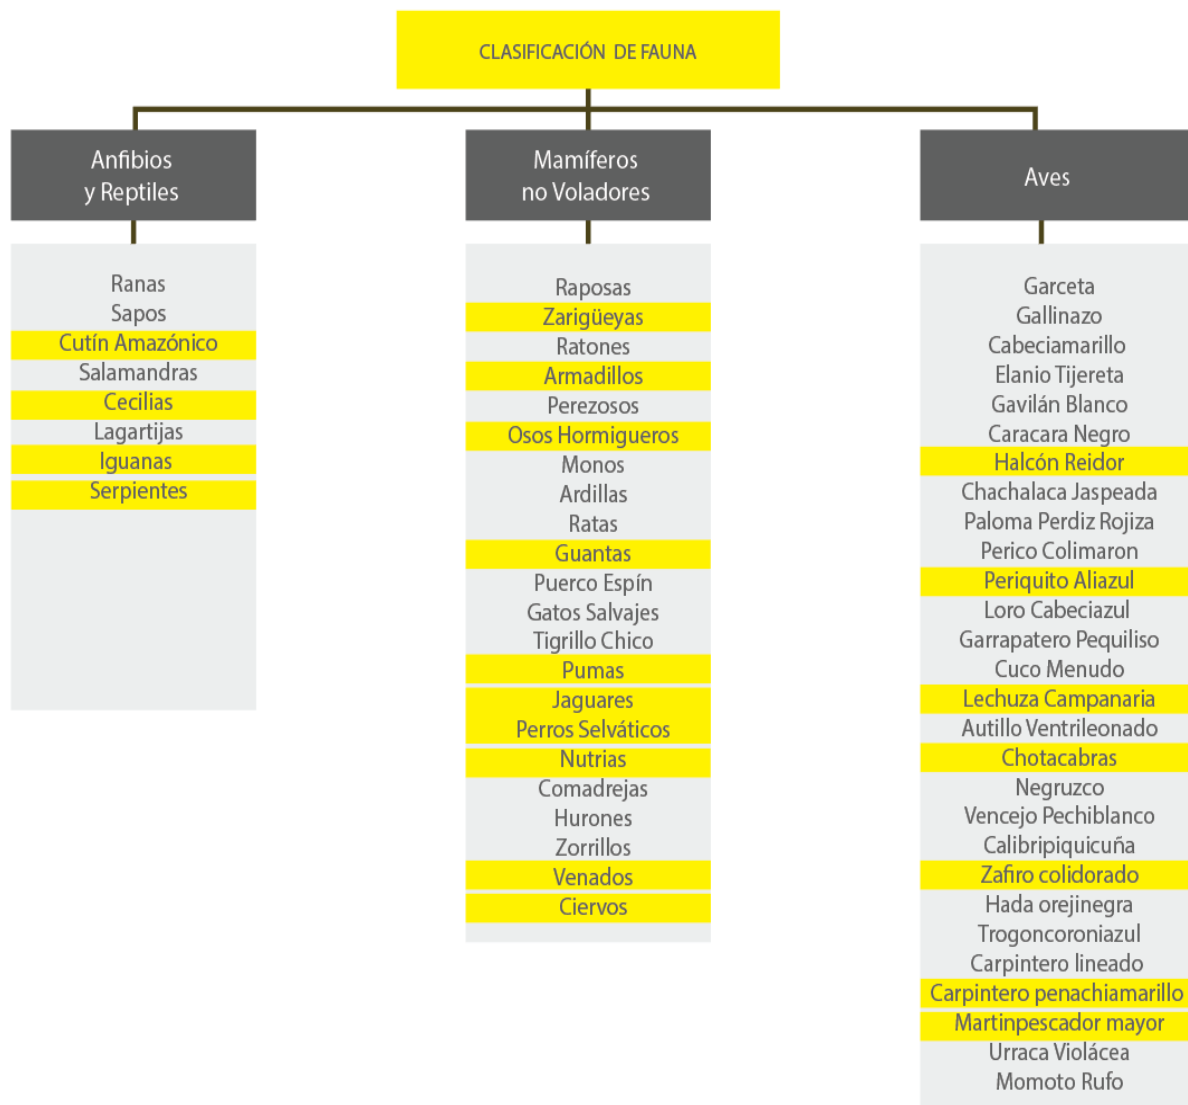 CLASIFICACIÓN DE FAUNA
Anfibios
y Reptiles
Ranas
Sapos
Cutín Amazónico
Salamandras
Cecilias
Lagartijas
Iguanas
Serpientes
Mamíferos
no Voladores
Raposas
Zarigüeyas
Ratones
Armadillos
Perezosos
Osos Hormigueros
Monos
Ardillas
Ratas
Guantas
Puerco Espín
Gatos Salvajes
Tigrillo Chico
Pumas
Jaguares
Perros Selváticos
Nutrias
Comadrejas
Hurones
Zorrillos
Venados
Ciervos
Aves
Garceta
Gallinazo
Cabeciamarillo
Elanio Tijereta
Gavilán Blanco
Caracara Negro
Halcón Reidor
Chachalaca Jaspeada
Paloma Perdiz Rojiza
Perico Colimaron
Periquito Aliazul
Loro Cabeciazul
Garrapatero Pequiliso
Cuco Menudo
Lechuza Campanaria
Autillo Ventrileonado
Chotacabras
Negruzco
Vencejo Pechiblanco
Calibripiquicuña
Zafiro colidorado
Hada orejinegra
Trogoncoroniazul
Carpintero lineado
Carpintero penachiamarillo
Martinpescador mayor
Urraca Violácea
Momoto Rufo